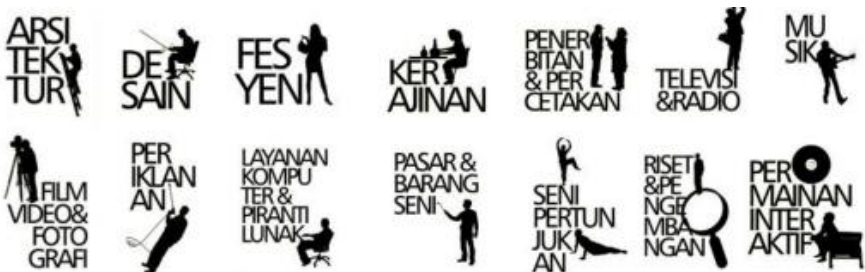 ARSI
TEK
TUR
DE
SAIN
FES
YEN
KER
AJINAN
PENER
BITAN
& PER
CETAKAN
TELEVISI
&RADIO
MU
SIK
FILM
VIDEO&
FOTO
GRAFI
PER
IKLAN
AN
LAYANAN
KOMPU
TER &
PIRANTI
LUNAK
PASAR &
BARANG
SENI
SENI
PERTUN
JUKJ
AN
RISET
&PE
NGE
MBA
NGAN
PER
MAINAN
INTER
AKTIF